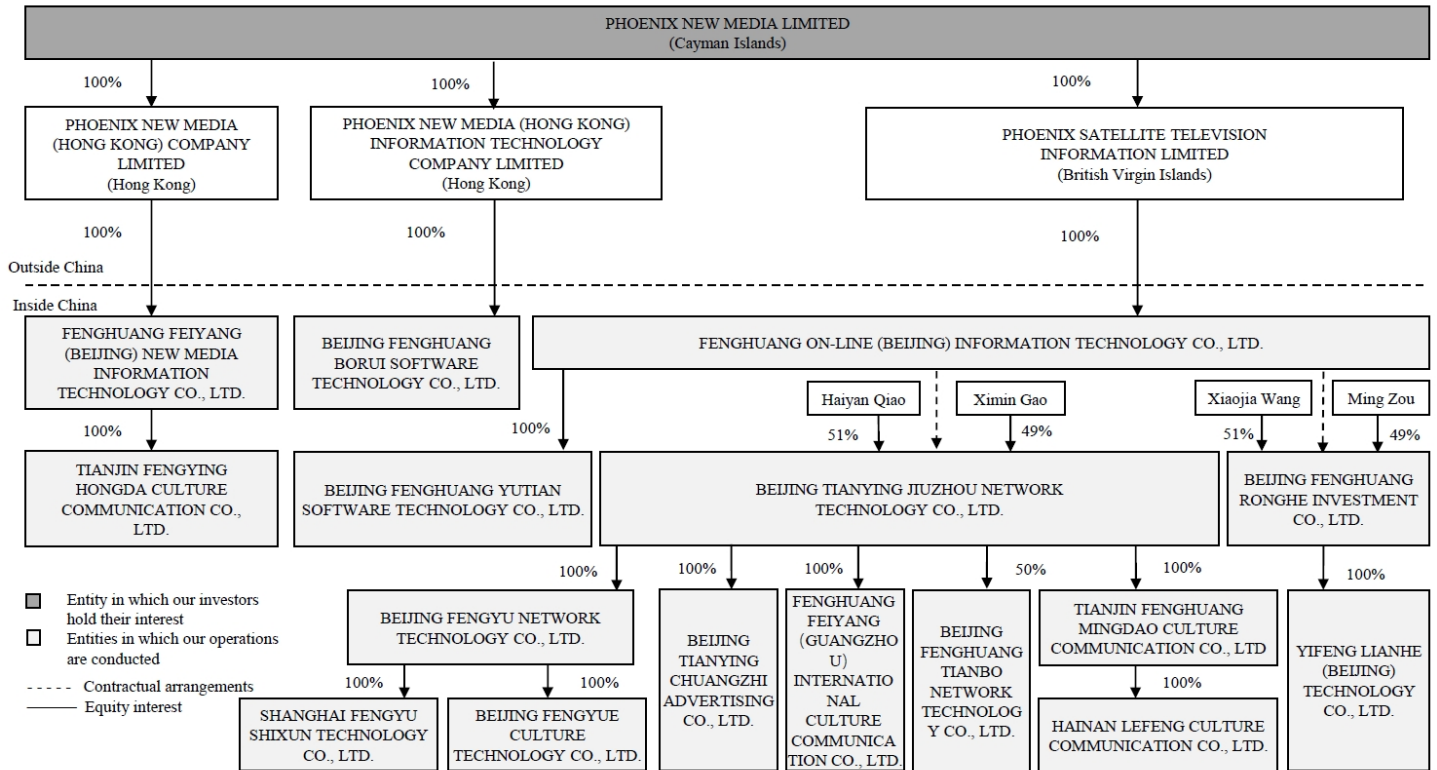 PHOENIX NEW MEDIA LIMITED
(Cayman Islands)
100%
100%
100%
PHOENIX NEW MEDIA
(HONG KONG) COMPANY
LIMITED
(Hong Kong)
PHOENIX NEW MEDIA (HONG KONG)
INFORMATION TECHNOLOGY
COMPANY LIMITED
(Hong Kong)
PHOENIX SATELLITE TELEVISION
INFORMATION LIMITED
(British Virgin Islands)
100%
100%
100%
Outside China
Inside China
FENGHUANG FEIYANG
(BEIJING) NEW MEDIA
INFORMATION
TECHNOLOGY CO., LTD.
BEIJING FENGHUANG
BORUI SOFTWARE
TECHNOLOGY CO., LTD.
FENGHUANG ON-LINE (BEIJING) INFORMATION TECHNOLOGY CO., LTD.
Haiyan Qiao
Ximin Gao
Xiaojia Wang
Ming Zou
100%
100%
51%
49%
51%
49%
TIANJIN FENGYING
HONGDA CULTURE
COMMUNICATION CO.,
LTD.
BEIJING FENGHUANG YUTIAN
SOFTWARE TECHNOLOGY CO., LTD.
BEIJING TIANYING JIUZHOU NETWORK
TECHNOLOGY CO., LTD.
BEIJING FENGHUANG
RONGHE INVESTMENT
CO., LTD.
100%
100%
100%
50%
100%
100%
BEIJING FENGYU NETWORK
TECHNOLOGY CO., LTD.
BEIJING
TIANYING
CHUANGZHI
ADVERTISING
CO., LTD.
FENGHUANG
FEIYANG
(GUANGZHO
U)
INTERNATIO
NAL
CULTURE
COMMUNICA
TION CO., LTD.
BEIJING
FENGHUANG
TIANBO
NETWORK
TECHNOLOG
Y CO., LTD.
TIANJIN FENGHUANG
MINGDAO CULTURE
COMMUNICATION CO., LTD
YIFENG LIANHE
(BEIJING)
TECHNOLOGY
CO., LTD.
100%
100%
100%
SHANGHAI FENGYU
SHIXUN TECHNOLOGY
CO., LTD.
BEIJING FENGYUE
CULTURE
TECHNOLOGY CO., LTD.
HAINAN LEFENG CULTURE
COMMUNICATION CO., LTD.
Entity in which our investors
hold their interest
Entities in which our operations
are conducted
Contractual arrangements
Equity interest